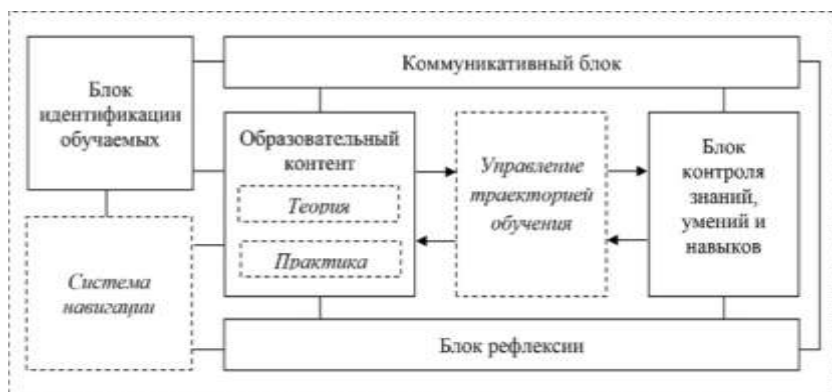 Коммуникативный блок
Блок
идентификации
обучаемых
Образовательный
контент
Теория
Практика
Управление
траекторией
обучения
Блок
контроля
знаний,
умений и
навыков
Система
навигации
Блок рефлексии